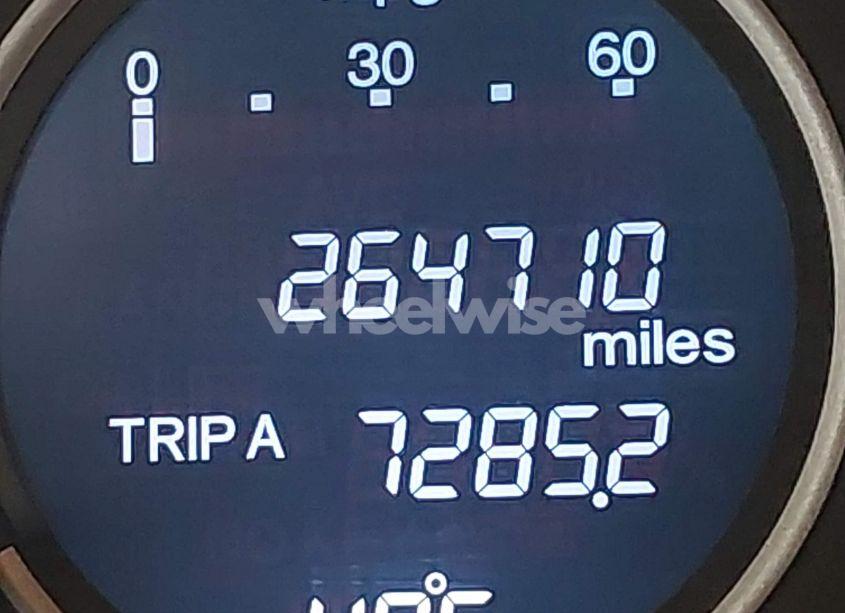 0 30 60
264710
miles
wheelwise
TRIP A 7285.2